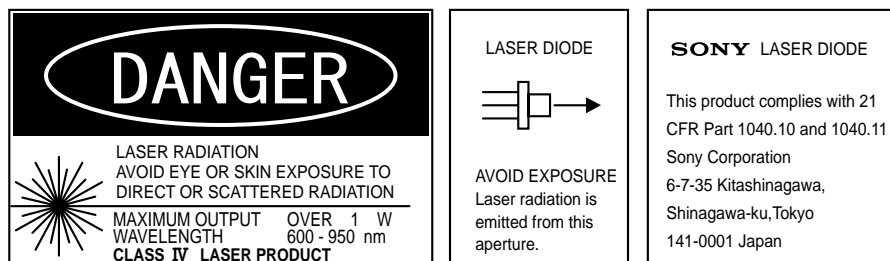 DANGER
LASER RADIATION
AVOID EYE OR SKIN EXPOSURE TO
DIRECT OR SCATTERED RADIATION
MAXIMUM OUTPUT OVER 1 W
WAVELENGTH 600 - 950 nm
CLASS Ⅳ LASER PRODUCT
LASER DIODE
AVOID EXPOSURE
Laser radiation is
emitted from this
aperture.
SONY LASER DIODE
This product complies with 21
CFR Part 1040.10 and 1040.11
Sony Corporation
6-7-35 Kitashinagawa,
Shinagawa-ku,Tokyo
141-0001 Japan